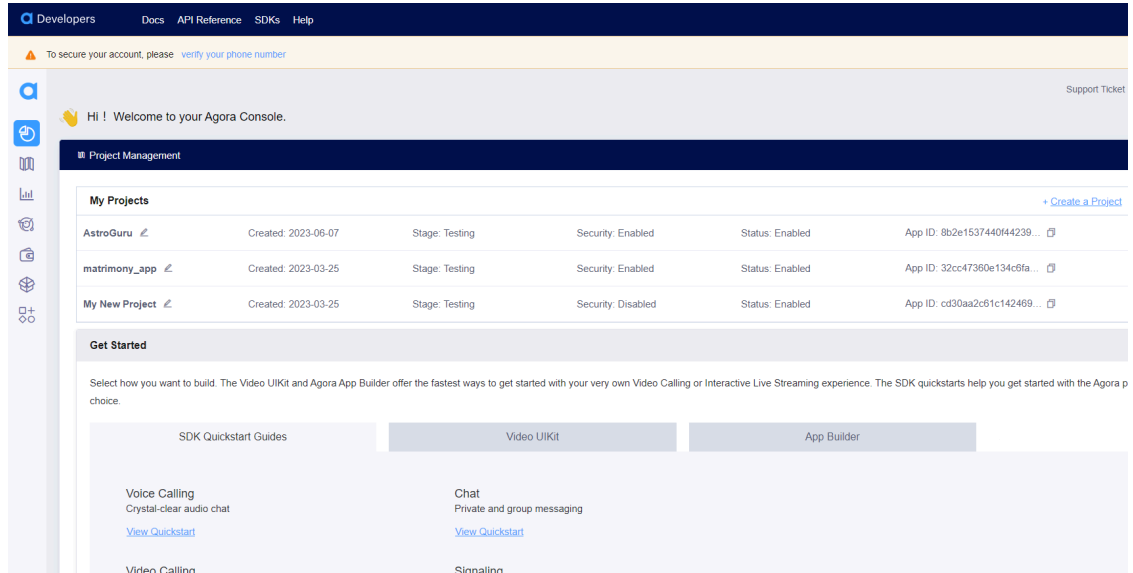 Developers Docs API Reference SDKs Help
To secure your account, please verify your phone number
Support Ticket
Hi ! Welcome to your Agora Console.
Project Management
My Projects + Create a Project
AstroGuru Created: 2023-06-07 Stage: Testing Security: Enabled Status: Enabled App ID: 8b2e1537440f44239...
matrimony_app Created: 2023-03-25 Stage: Testing Security: Enabled Status: Enabled App ID: 32cc47360e134c6fa...
My New Project Created: 2023-03-25 Stage: Testing Security: Disabled Status: Enabled App ID: cd30aa2c61c142469...
Get Started
Select how you want to build. The Video UIKit and Agora App Builder offer the fastest ways to get started with your very own Video Calling or Interactive Live Streaming experience. The SDK quickstarts help you get started with the Agora p
choice.
SDK Quickstart Guides Video UIKit App Builder
Voice Calling Chat
Crystal-clear audio chat Private and group messaging
View Quickstart View Quickstart
Video Calling Signaling